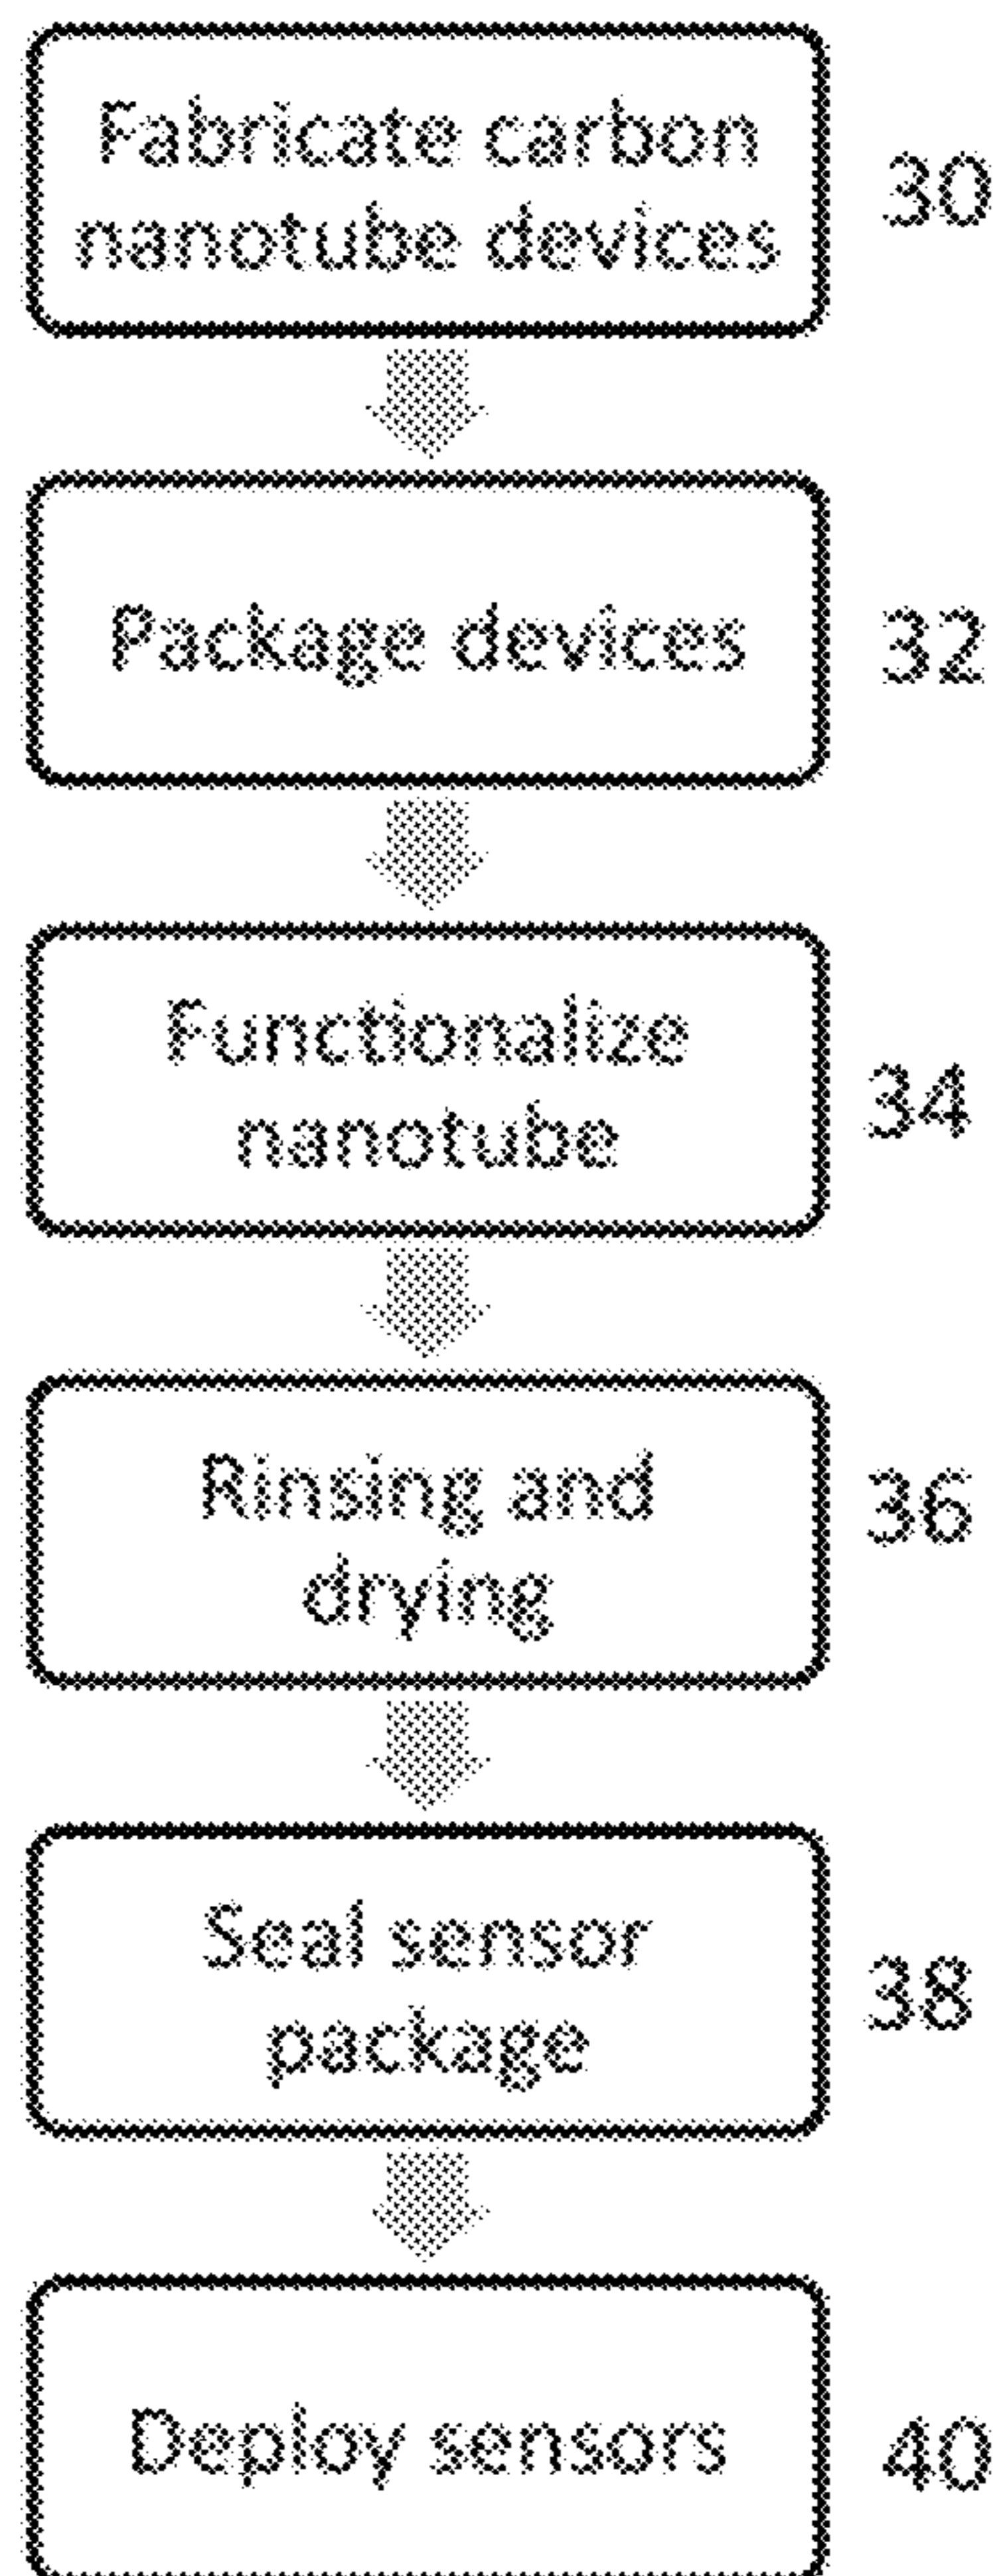 Fabricate carbon
nanotube devices
30
Package devices
32
Functionalize
nanotube
34
Rinsing and
drying
36
Seal sensor
package
38
Deploy sensors
40